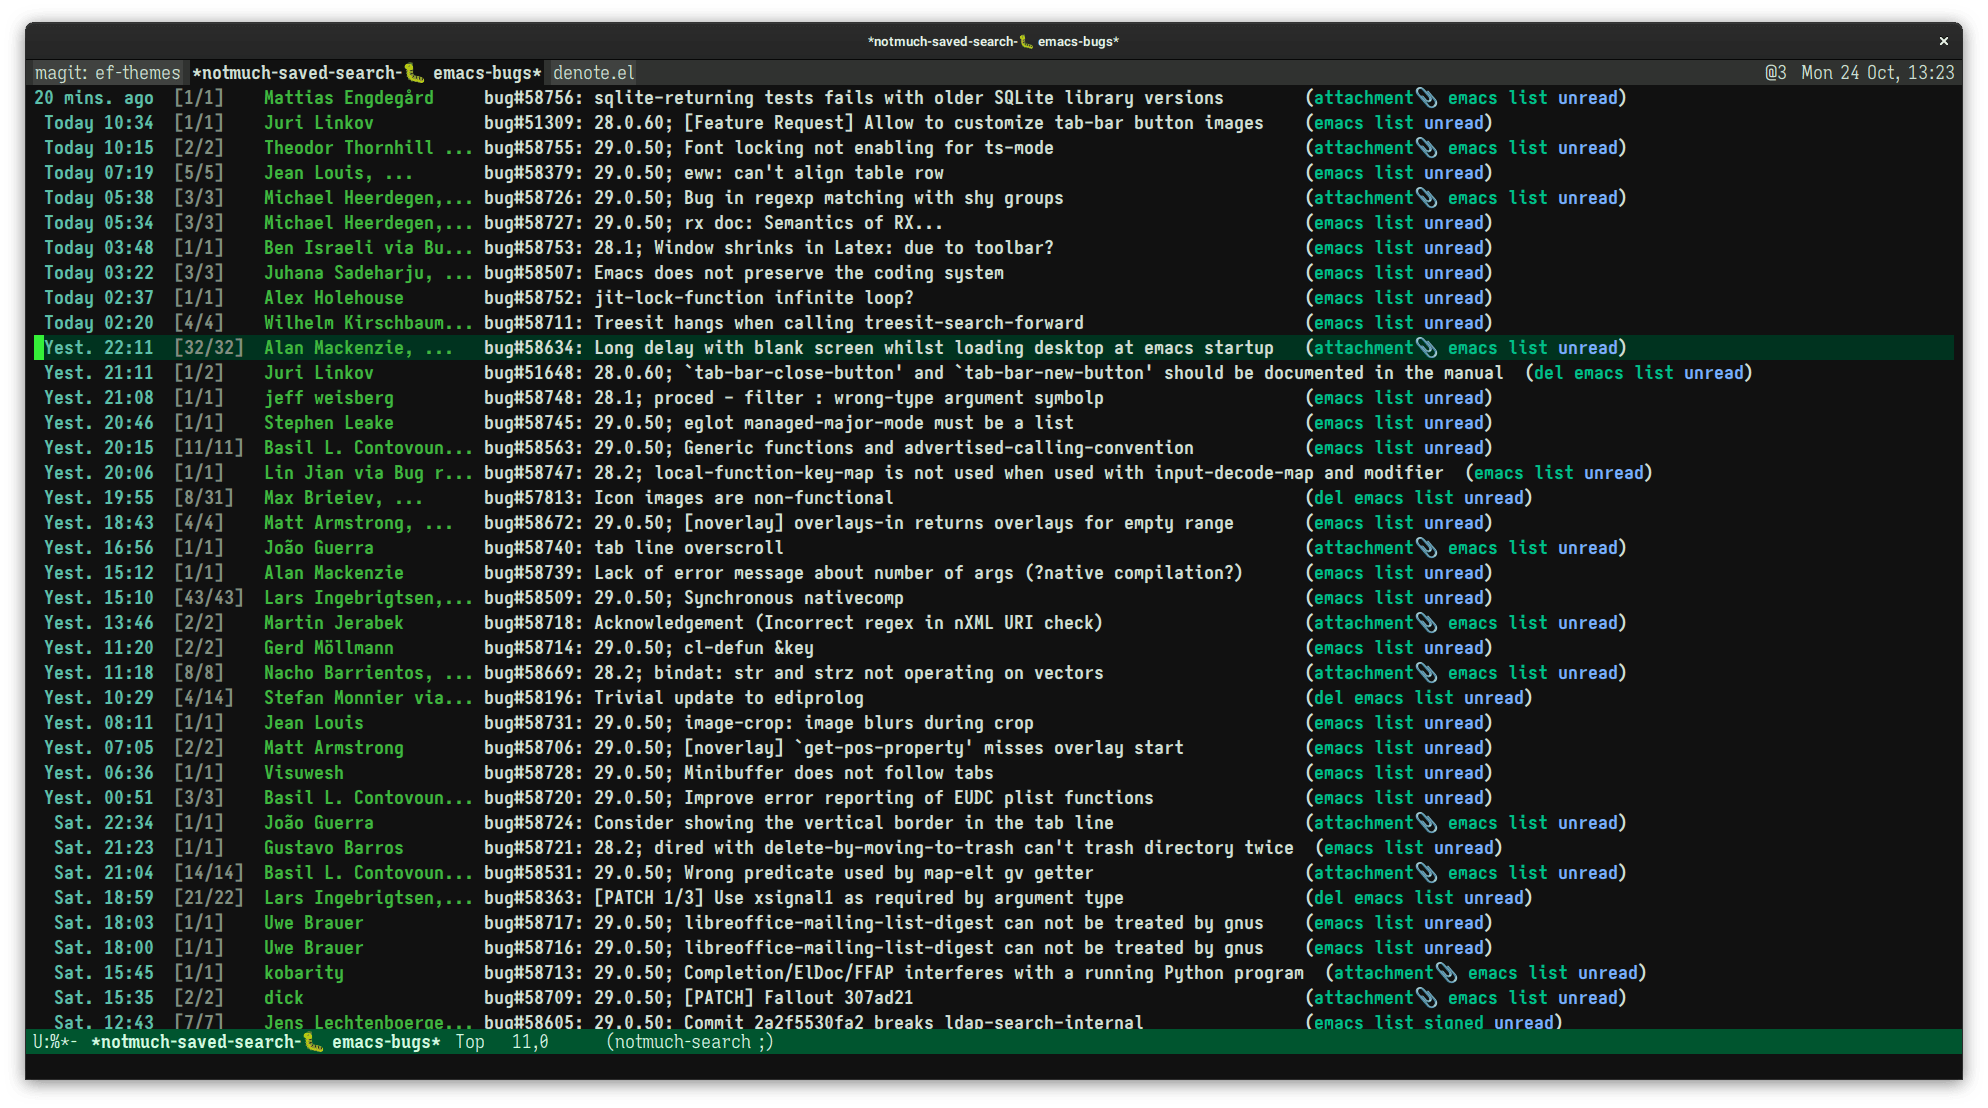 *notmuch-saved-search-🐛 emacs-bugs* ×
magit: ef-themes *notmuch-saved-search-🐛 emacs-bugs* denote.el @3 Mon 24 Oct, 13:23
20 mins. ago [1/1] Mattias Engdegård bug#58756: sqlite-returning tests fails with older SQLite library versions (attachment📎 emacs list unread)
Today 10:34 [1/1] Juri Linkov bug#51309: 28.0.60; [Feature Request] Allow to customize tab-bar button images (emacs list unread)
Today 10:15 [2/2] Theodor Thornhill ... bug#58755: 29.0.50; Font locking not enabling for ts-mode (attachment📎 emacs list unread)
Today 07:19 [5/5] Jean Louis, ... bug#58379: 29.0.50; eww: can't align table row (emacs list unread)
Today 05:38 [3/3] Michael Heerdegen,... bug#58726: 29.0.50; Bug in regexp matching with shy groups (attachment📎 emacs list unread)
Today 05:34 [3/3] Michael Heerdegen,... bug#58727: 29.0.50; rx doc: Semantics of RX... (emacs list unread)
Today 03:48 [1/1] Ben Israeli via Bu... bug#58753: 28.1; Window shrinks in Latex: due to toolbar? (emacs list unread)
Today 03:22 [3/3] Juhana Sadeharju, ... bug#58507: Emacs does not preserve the coding system (emacs list unread)
Today 02:37 [1/1] Alex Holehouse bug#58752: jit-lock-function infinite loop? (emacs list unread)
Today 02:20 [4/4] Wilhelm Kirschbaum... bug#58711: Treesit hangs when calling treesit-search-forward (emacs list unread)
Yest. 22:11 [32/32] Alan Mackenzie, ... bug#58634: Long delay with blank screen whilst loading desktop at emacs startup (attachment📎 emacs list unread)
Yest. 21:11 [1/2] Juri Linkov bug#51648: 28.0.60; `tab-bar-close-button' and `tab-bar-new-button' should be documented in the manual (del emacs list unread)
Yest. 21:08 [1/1] jeff weisberg bug#58748: 28.1; proced - filter : wrong-type argument symbolp (emacs list unread)
Yest. 20:46 [1/1] Stephen Leake bug#58745: 29.0.50; eglot managed-major-mode must be a list (emacs list unread)
Yest. 20:15 [11/11] Basil L. Contovoun... bug#58563: 29.0.50; Generic functions and advertised-calling-convention (emacs list unread)
Yest. 20:06 [1/1] Lin Jian via Bug r... bug#58747: 28.2; local-function-key-map is not used when used with input-decode-map and modifier (emacs list unread)
Yest. 19:55 [8/31] Max Brieiev, ... bug#57813: Icon images are non-functional (del emacs list unread)
Yest. 18:43 [4/4] Matt Armstrong, ... bug#58672: 29.0.50; [noverlay] overlays-in returns overlays for empty range (emacs list unread)
Yest. 16:56 [1/1] João Guerra bug#58740: tab line overscroll (attachment📎 emacs list unread)
Yest. 15:12 [1/1] Alan Mackenzie bug#58739: Lack of error message about number of args (?native compilation?) (emacs list unread)
Yest. 15:10 [43/43] Lars Ingebrigtsen,... bug#58509: 29.0.50; Synchronous nativecomp (emacs list unread)
Yest. 13:46 [2/2] Martin Jerabek bug#58718: Acknowledgement (Incorrect regex in nXML URI check) (attachment📎 emacs list unread)
Yest. 11:20 [2/2] Gerd Möllmann bug#58714: 29.0.50; cl-defun &key (emacs list unread)
Yest. 11:18 [8/8] Nacho Barrientos, ... bug#58669: 28.2; bindat: str and strz not operating on vectors (attachment📎 emacs list unread)
Yest. 10:29 [4/14] Stefan Monnier via... bug#58196: Trivial update to ediprolog (del emacs list unread)
Yest. 08:11 [1/1] Jean Louis bug#58731: 29.0.50; image-crop: image blurs during crop (emacs list unread)
Yest. 07:05 [2/2] Matt Armstrong bug#58706: 29.0.50; [noverlay] `get-pos-property' misses overlay start (emacs list unread)
Yest. 06:36 [1/1] Visuwesh bug#58728: 29.0.50; Minibuffer does not follow tabs (emacs list unread)
Yest. 00:51 [3/3] Basil L. Contovoun... bug#58720: 29.0.50; Improve error reporting of EUDC plist functions (emacs list unread)
Sat. 22:34 [1/1] João Guerra bug#58724: Consider showing the vertical border in the tab line (attachment📎 emacs list unread)
Sat. 21:23 [1/1] Gustavo Barros bug#58721: 28.2; dired with delete-by-moving-to-trash can't trash directory twice (emacs list unread)
Sat. 21:04 [14/14] Basil L. Contovoun... bug#58531: 29.0.50; Wrong predicate used by map-elt gv getter (attachment📎 emacs list unread)
Sat. 18:59 [21/22] Lars Ingebrigtsen,... bug#58363: [PATCH 1/3] Use xsignal1 as required by argument type (del emacs list unread)
Sat. 18:03 [1/1] Uwe Brauer bug#58717: 29.0.50; libreoffice-mailing-list-digest can not be treated by gnus (emacs list unread)
Sat. 18:00 [1/1] Uwe Brauer bug#58716: 29.0.50; libreoffice-mailing-list-digest can not be treated by gnus (emacs list unread)
Sat. 15:45 [1/1] kobarity bug#58713: 29.0.50; Completion/ElDoc/FFAP interferes with a running Python program (attachment📎 emacs list unread)
Sat. 15:35 [2/2] dick bug#58709: 29.0.50; [PATCH] Fallout 307ad21 (attachment📎 emacs list unread)
Sat. 12:43 [7/7] Jens Lechtenboerge... bug#58605: 29.0.50; Commit 2a2f5530fa2 breaks ldap-search-internal (emacs list signed unread)
U:%*- *notmuch-saved-search-🐛 emacs-bugs* Top 11,0 (notmuch-search ;)